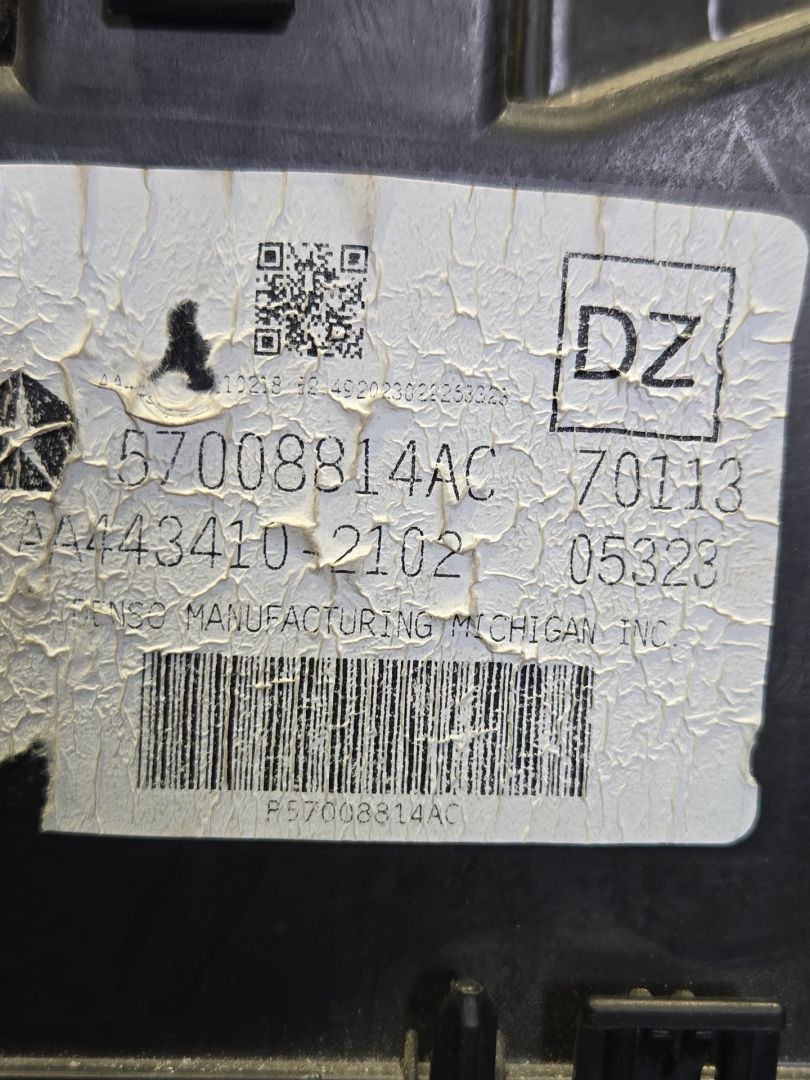 DZ
57008814AC 70113
AA443410-2102 05323
DENSO MANUFACTURING MICHIGAN INC.
P57008814AC